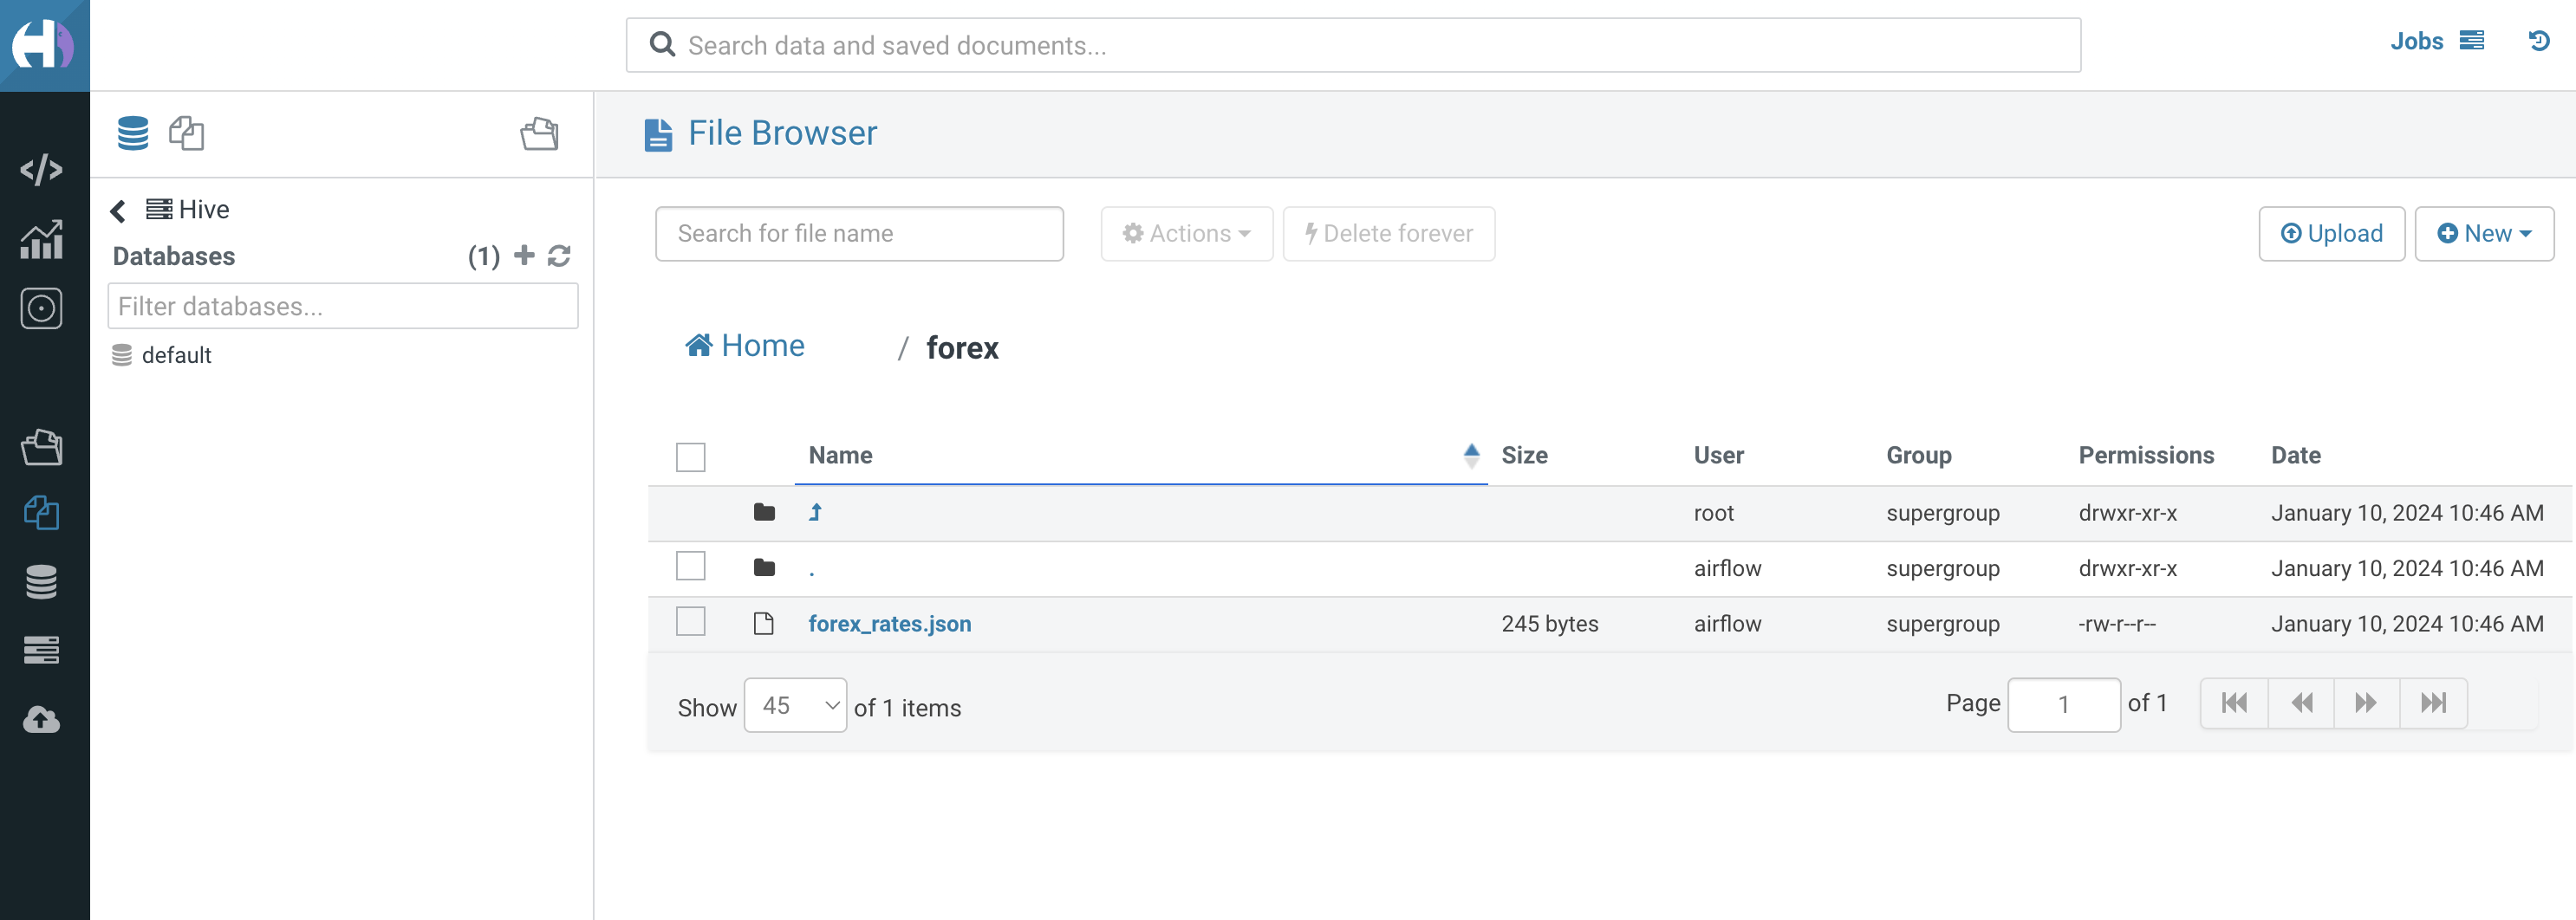 Search data and saved documents...
Jobs
File Browser
Hive
Databases (1)
Filter databases...
default
Search for file name
Actions
Delete forever
Upload
New
Home / forex
Name Size User Group Permissions Date
root supergroup drwxr-xr-x January 10, 2024 10:46 AM
. airflow supergroup drwxr-xr-x January 10, 2024 10:46 AM
forex_rates.json 245 bytes airflow supergroup -rw-r--r-- January 10, 2024 10:46 AM
Show 45 of 1 items
Page 1 of 1